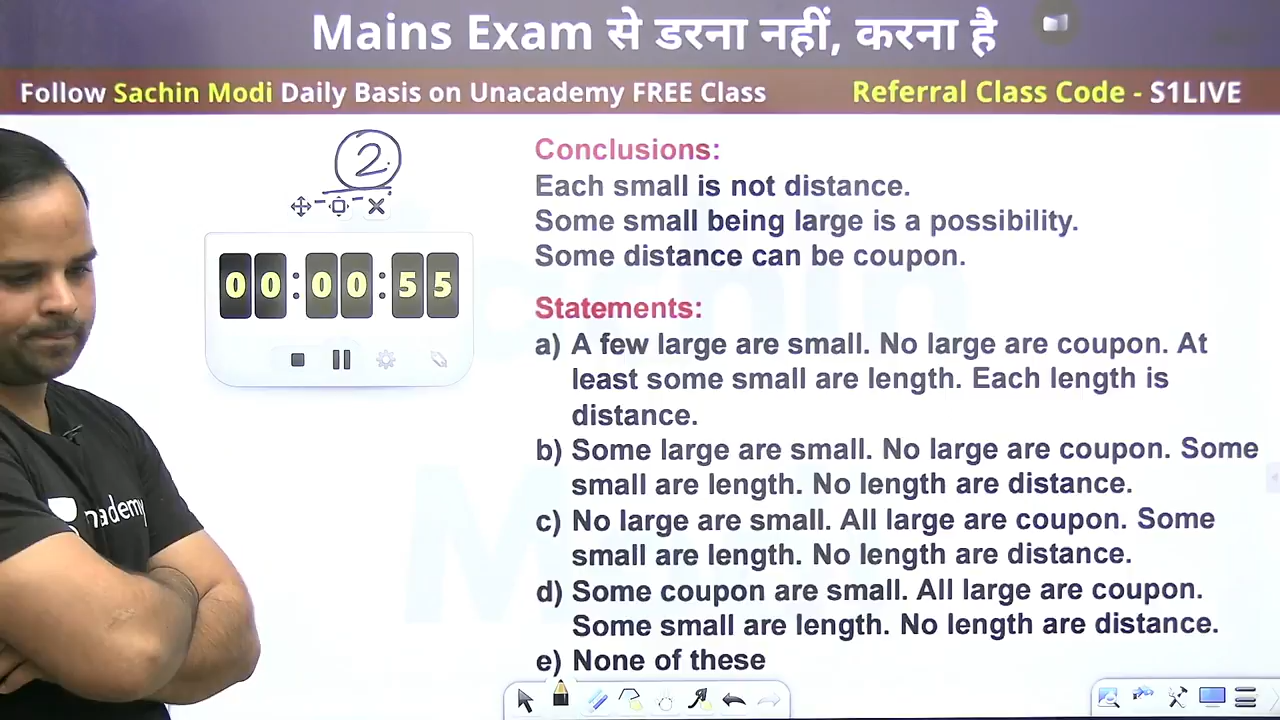 Mains Exam से डरना नहीं, करना है
Follow Sachin Modi Daily Basis on Unacademy FREE Class
Referral Class Code - S1LIVE
2
00:00:55
Conclusions:
Each small is not distance.
Some small being large is a possibility.
Some distance can be coupon.
Statements:
a) A few large are small. No large are coupon. At
least some small are length. Each length is
distance.
b) Some large are small. No large are coupon. Some
small are length. No length are distance.
c) No large are small. All large are coupon. Some
small are length. No length are distance.
d) Some coupon are small. All large are coupon.
Some small are length. No length are distance.
e) None of these